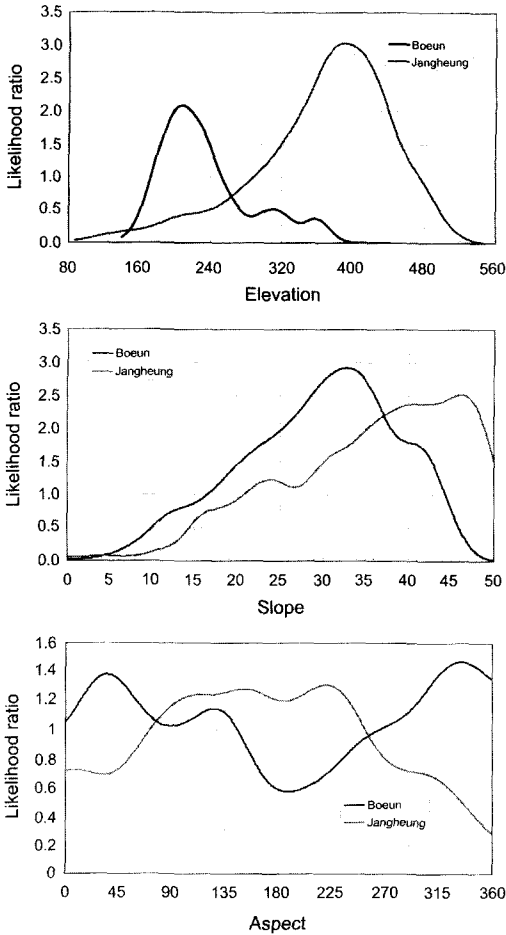 3.5
3.0
2.5
2.0
1.5
1.0
0.5
0.0
Likelihood ratio
Boeun
Jangheung
80 160 240 320 400 480 560
Elevation
3.5
3.0
2.5
2.0
1.5
1.0
0.5
0.0
Likelihood ratio
Boeun
Jangheung
0 5 10 15 20 25 30 35 40 45 50
Slope
1.6
1.4
1.2
1
0.8
0.6
0.4
0.2
0
Likelihood ratio
Boeun
Jangheung
0 45 90 135 180 225 270 315 360
Aspect